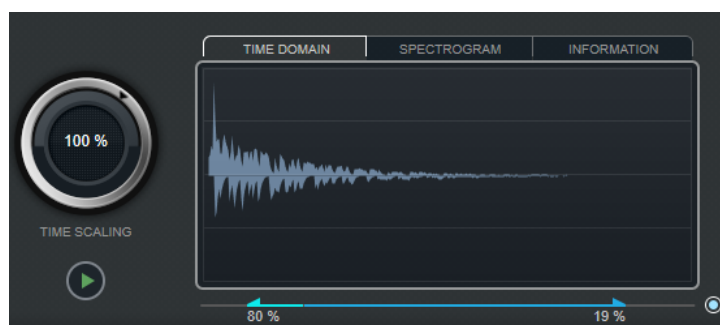 TIME DOMAIN SPECTROGRAM INFORMATION
100 %
TIME SCALING
80 % 19 %